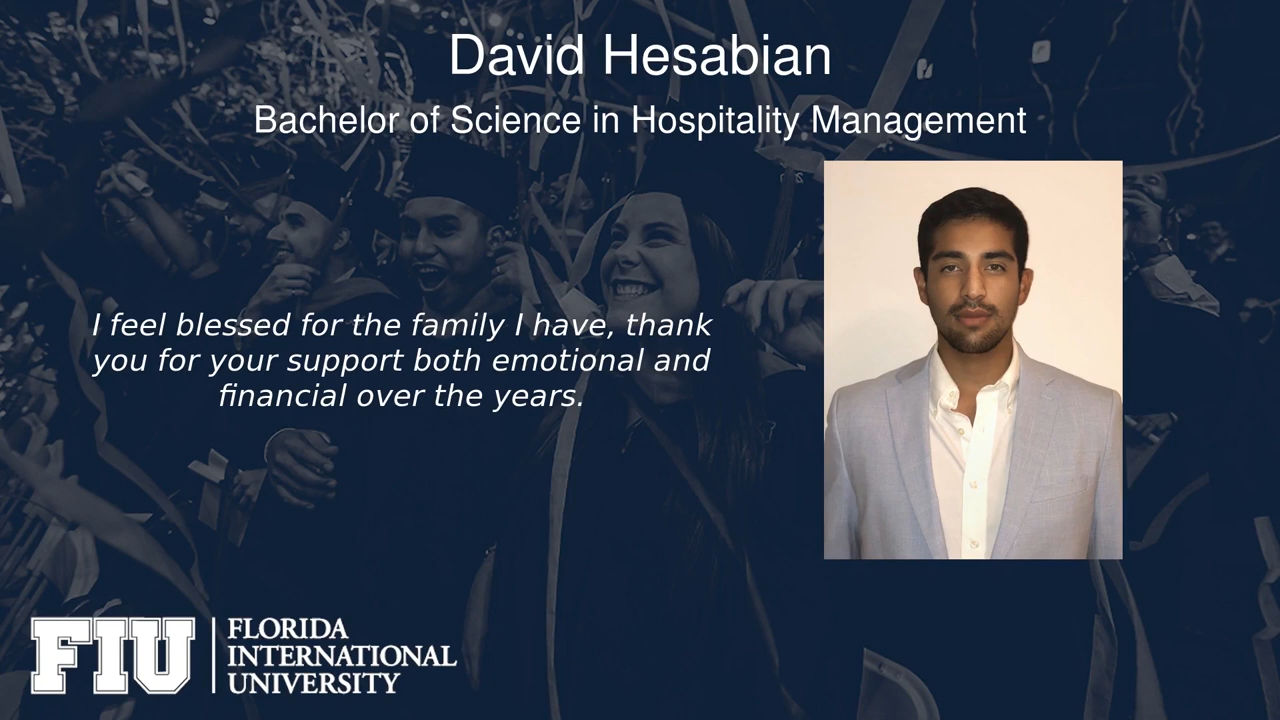 David Hesabian
Bachelor of Science in Hospitality Management
I feel blessed for the family I have, thank
you for your support both emotional and
financial over the years.
FIU
FLORIDA
INTERNATIONAL
UNIVERSITY